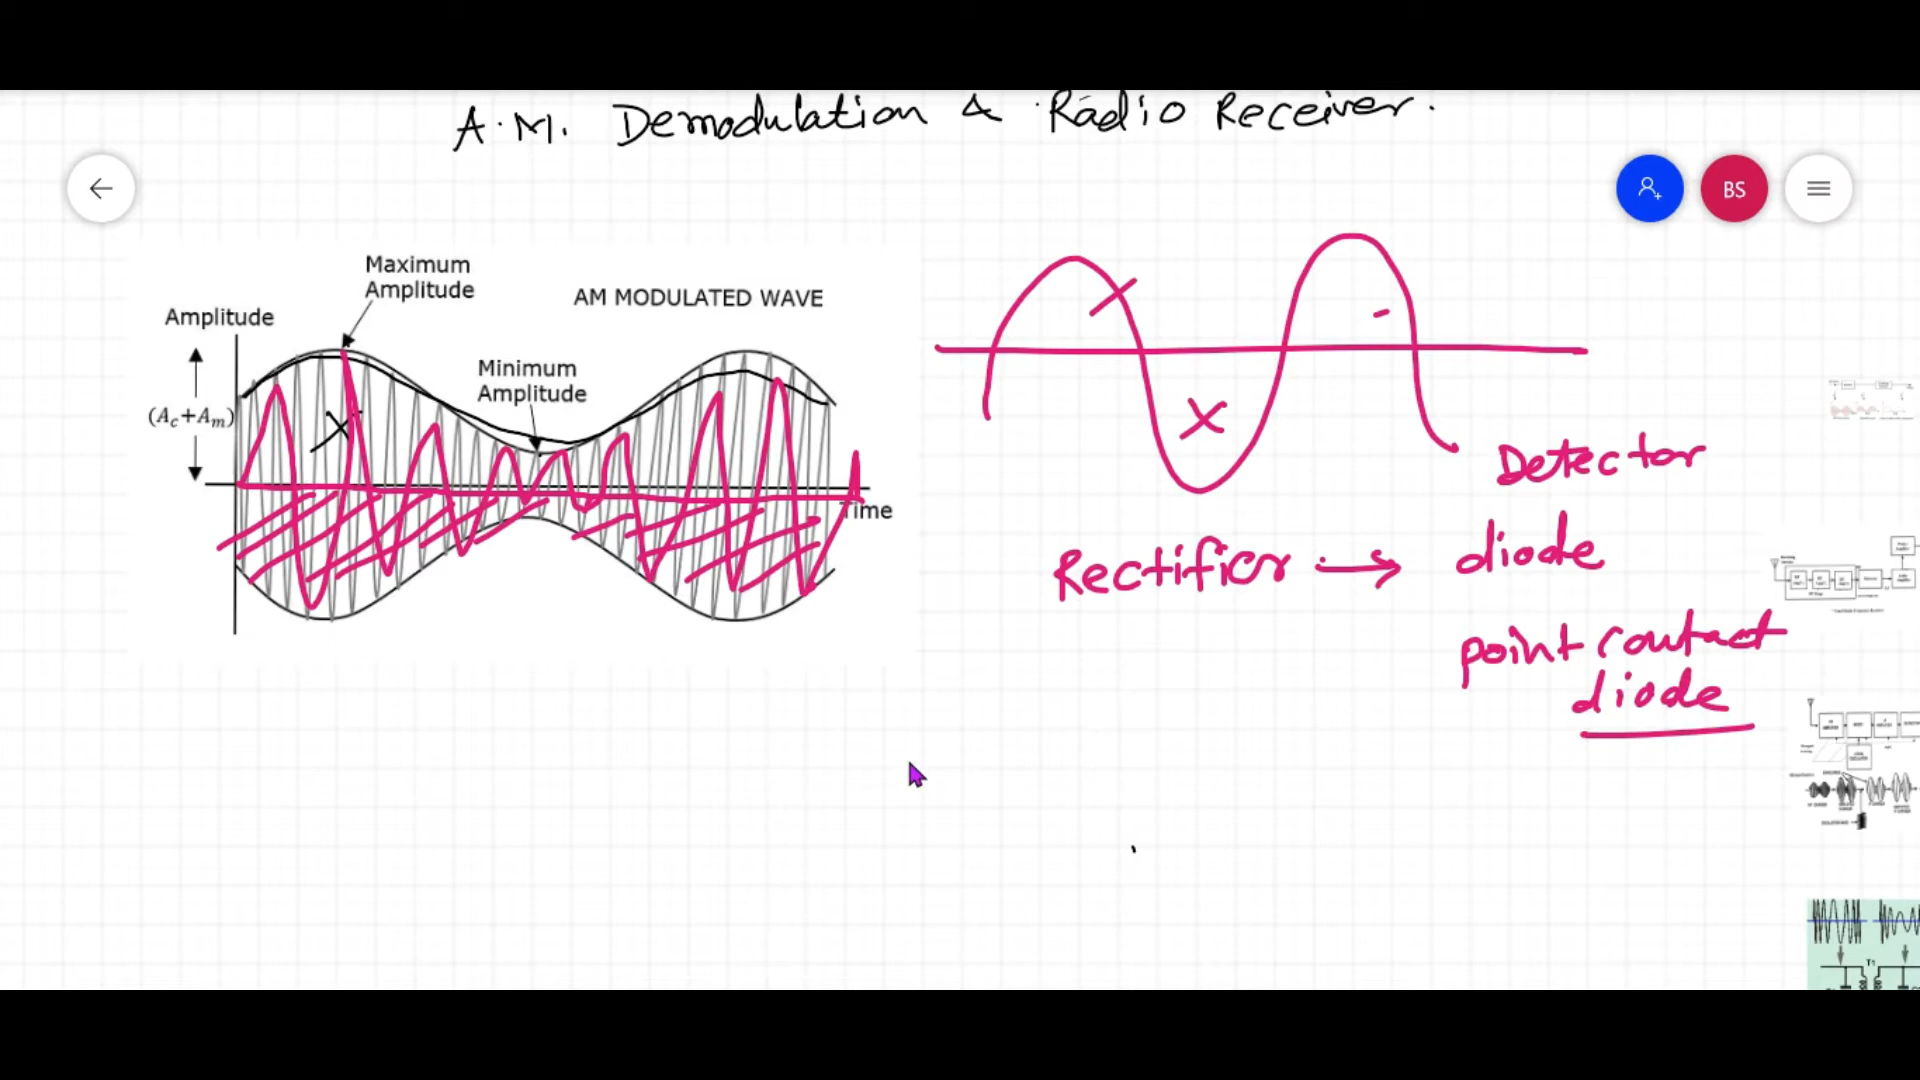 A.M. Demodulation & Radio Receiver.
BS
Maximum
Amplitude
AM MODULATED WAVE
Amplitude
Minimum
Amplitude
(Ac+Am)
Time
Detector
diode
Rectifier →
point contact
diode
T1